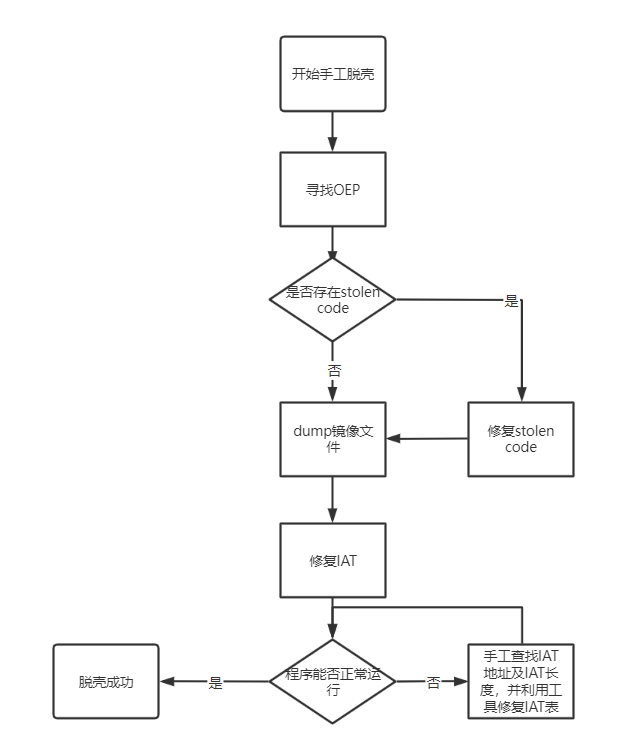 开始手工脱壳
寻找OEP
是否存在stolen
code
是
否
dump镜像文
件
修复stolen
code
修复IAT
手工查找IAT
地址及IAT长
度，并利用工
具修复IAT表
程序能否正常运
行
脱壳成功
是
否